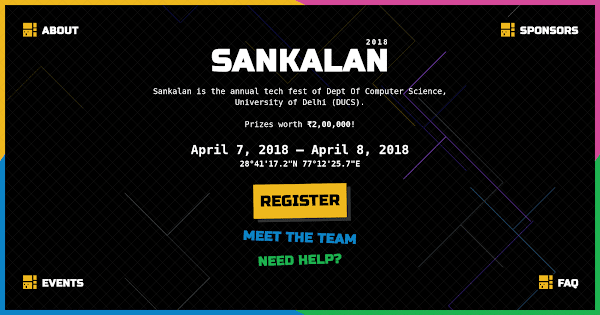 ABOUT
SPONSORS
2018
SANKALAN
Sankalan is the annual tech fest of Dept Of Computer Science,
University of Delhi (DUCS).
Prizes worth ₹2,00,000!
April 7, 2018 — April 8, 2018
28°41'17.2"N 77°12'25.7"E
REGISTER
MEET THE TEAM
NEED HELP?
EVENTS
FAQ